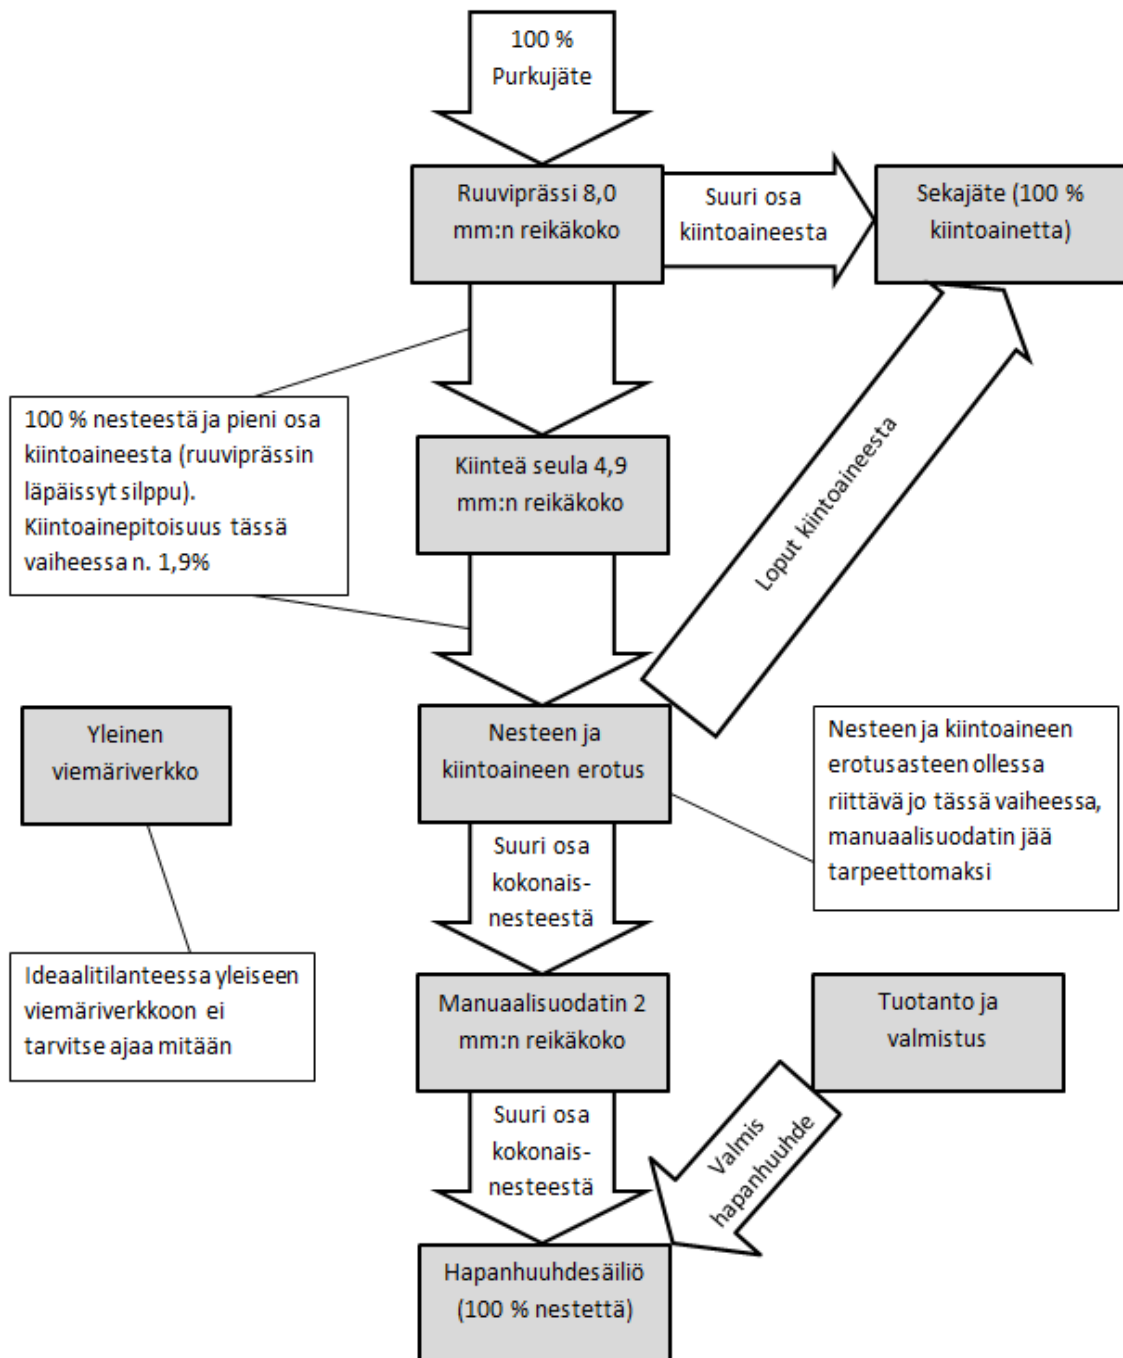 100 %
Purkujäte
Ruuviprässi 8,0
mm:n reikäkoko
Suuri osa
kiintoaineesta
Sekajäte (100 %
kiintoainetta)
100 % nesteestä ja pieni osa
kiintoaineesta (ruuviprässin
läpäissyt silppu).
Kiintoainepitoisuus tässä
vaiheessa n. 1,9%
Kiinteä seula 4,9
mm:n reikäkoko
Loput kiintoaineesta
Yleinen
viemäriverkko
Nesteen ja
kiintoaineen erotus
Nesteen ja kiintoaineen
erotusasteen ollessa
riittävä jo tässä vaiheessa,
manuaalisuodatin jää
tarpeettomaksi
Suuri osa
kokonais-
nesteestä
Ideaalitilanteessa yleiseen
viemäriverkkoon ei
tarvitse ajaa mitään
Manuaalisuodatin 2
mm:n reikäkoko
Tuotanto ja
valmistus
Suuri osa
kokonais-
nesteestä
Valmis
hapanhuuhde
Hapanhuuhdesäiliö
(100 % nestettä)